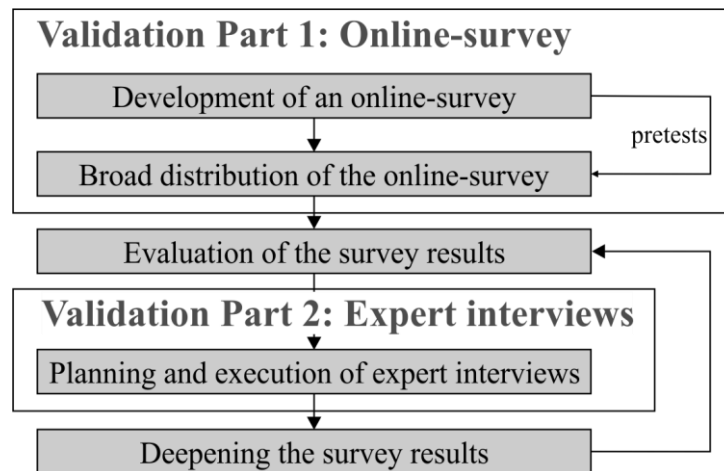 Validation Part 1: Online-survey
Development of an online-survey
pretests
Broad distribution of the online-survey
Evaluation of the survey results
Validation Part 2: Expert interviews
Planning and execution of expert interviews
Deepening the survey results